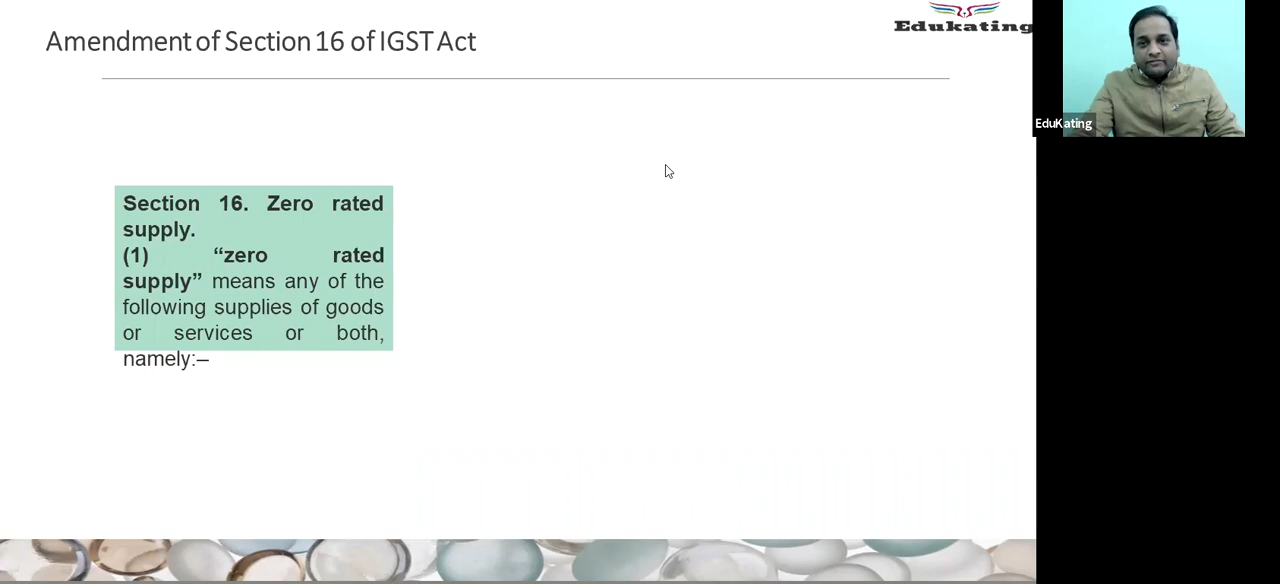 Amendment of Section 16 of IGST Act
Edukating
EduKating
Section 16. Zero rated
supply.
(1) “zero rated
supply” means any of the
following supplies of goods
or services or both,
namely:–